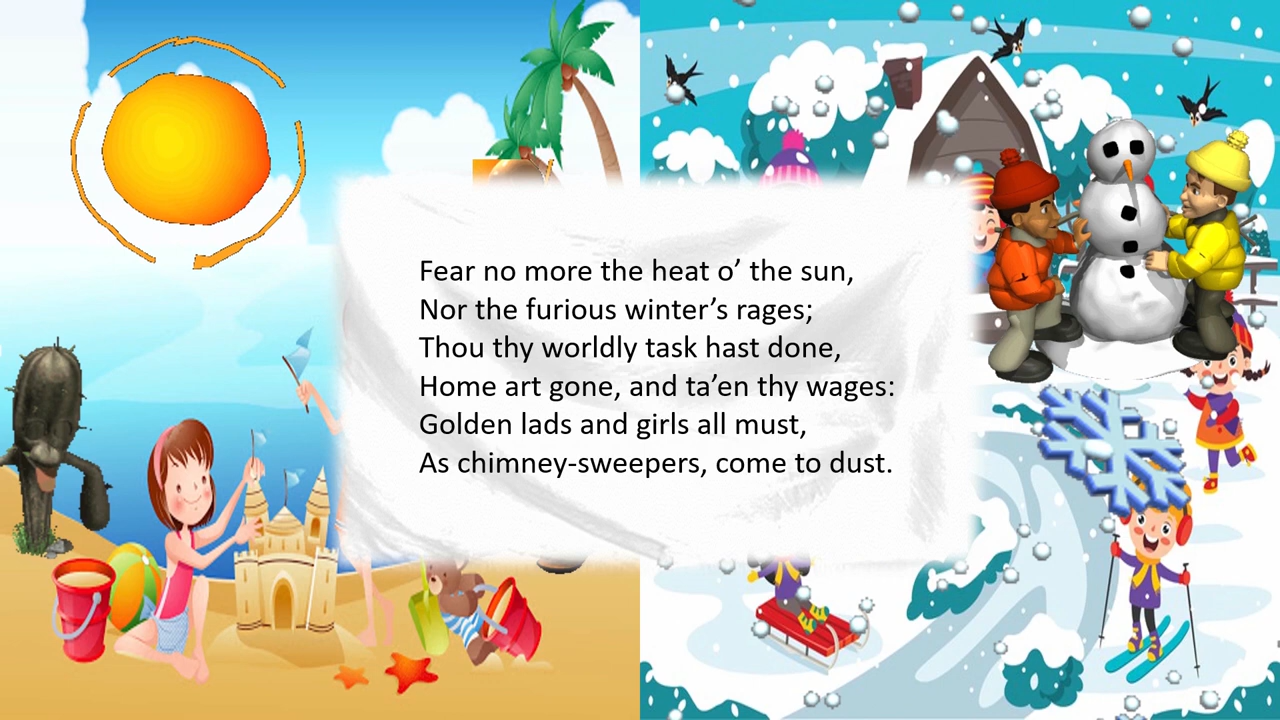 Fear no more the heat o’ the sun,
Nor the furious winter’s rages;
Thou thy worldly task hast done,
Home art gone, and ta’en thy wages:
Golden lads and girls all must,
As chimney-sweepers, come to dust.